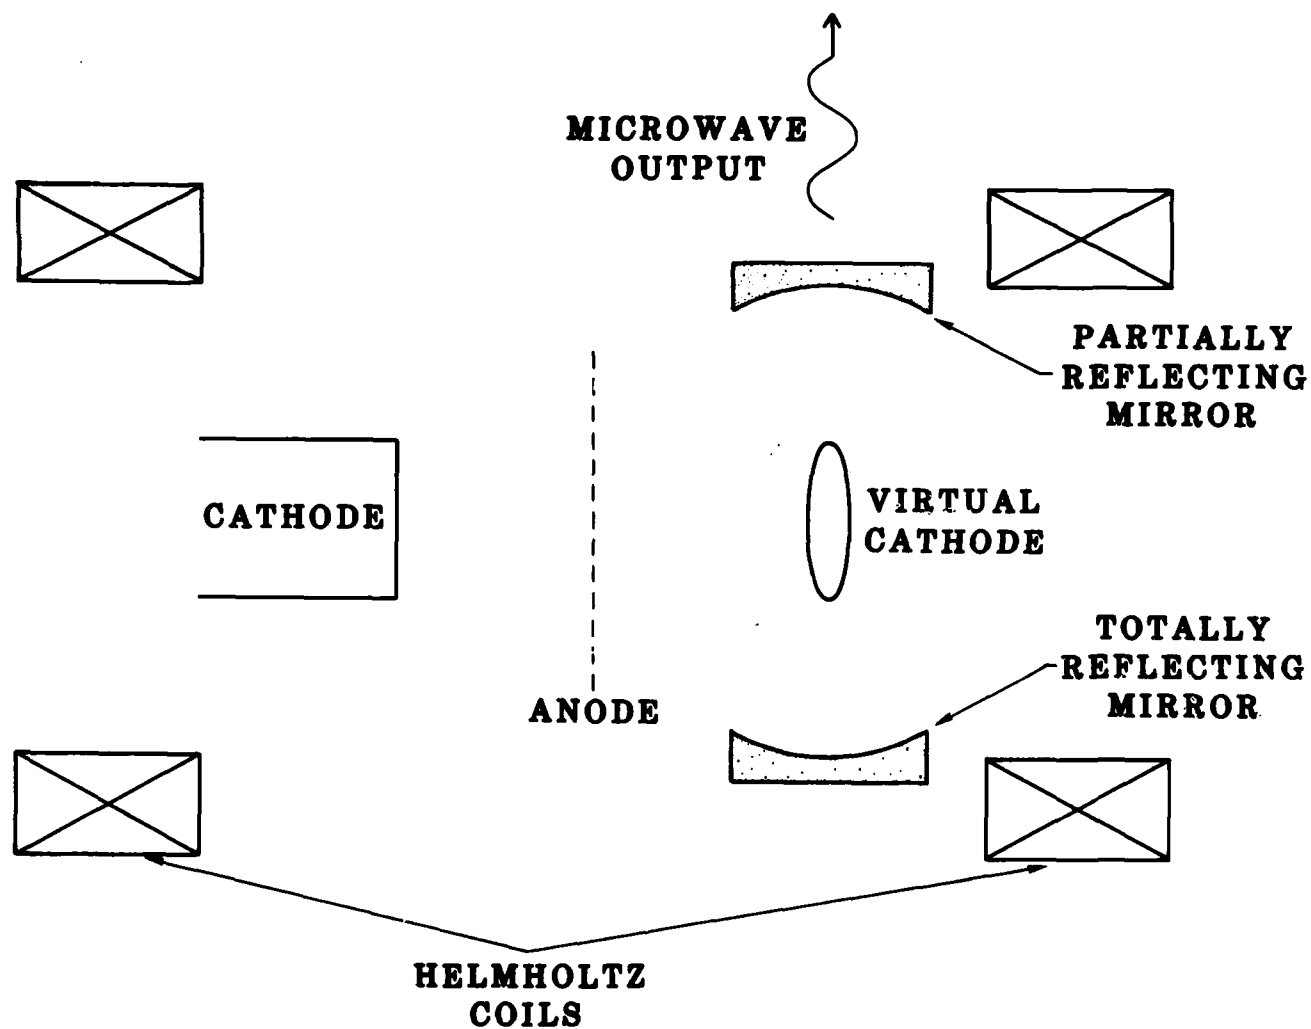 MICROWAVE
OUTPUT
PARTIALLY
REFLECTING
MIRROR
CATHODE
VIRTUAL
CATHODE
TOTALLY
REFLECTING
MIRROR
ANODE
HELMHOLTZ
COILS